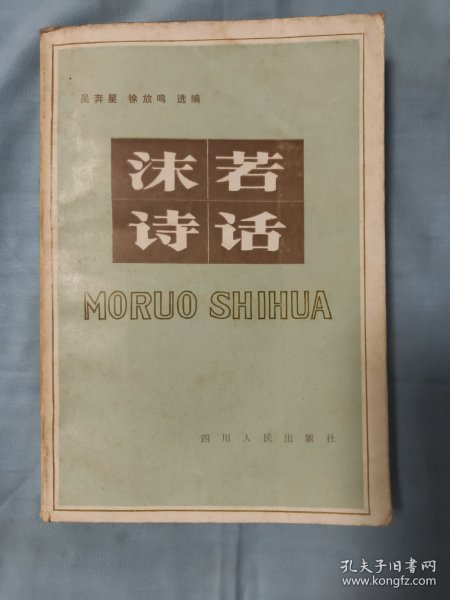 吴奔星 徐放鸣 选编
沫若
诗话
MORUO SHIHUA
四川人民出版社
孔夫子旧书网
www.kongfz.com